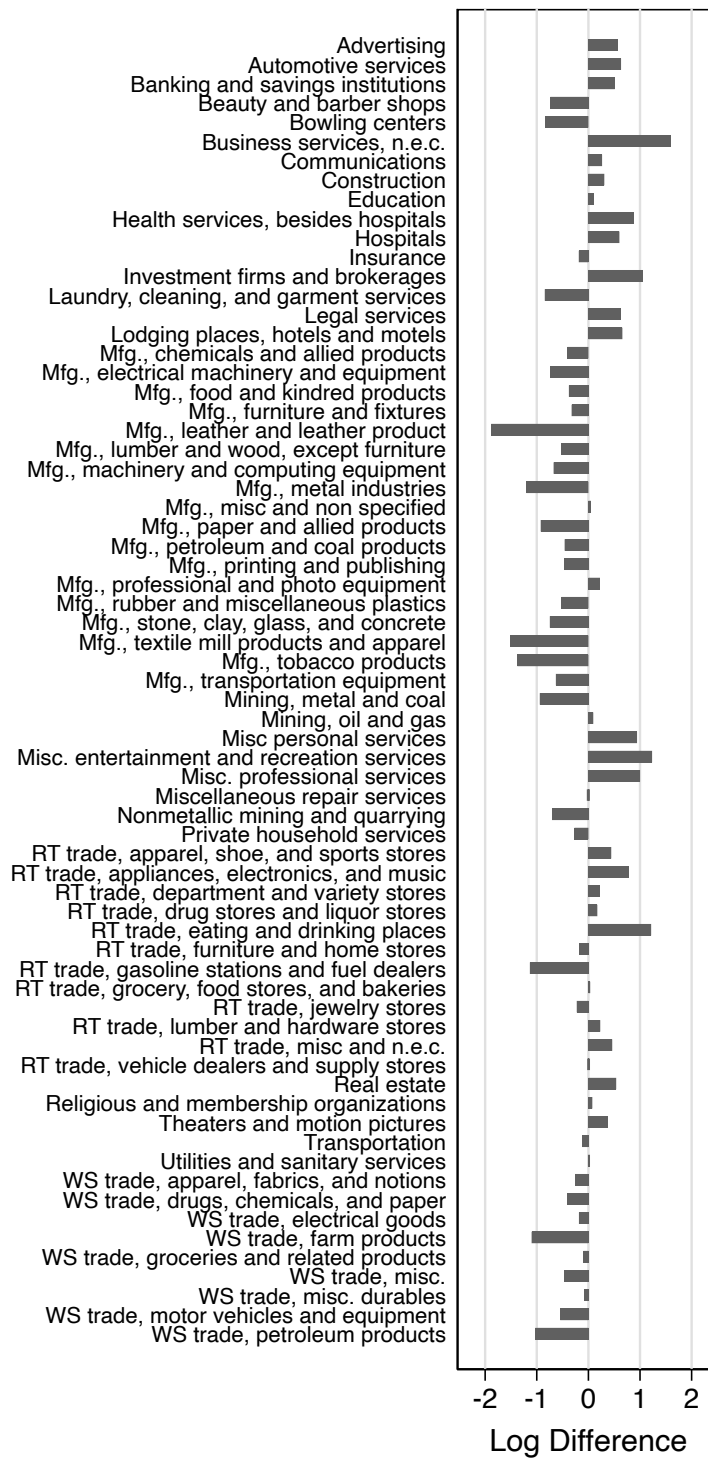 Advertising
Automotive services
Banking and savings institutions
Beauty and barber shops
Bowling centers
Business services, n.e.c.
Communications
Construction
Education
Health services, besides hospitals
Hospitals
Insurance
Investment firms and brokerages
Laundry, cleaning, and garment services
Legal services
Lodging places, hotels and motels
Mfg., chemicals and allied products
Mfg., electrical machinery and equipment
Mfg., food and kindred products
Mfg., furniture and fixtures
Mfg., leather and leather product
Mfg., lumber and wood, except furniture
Mfg., machinery and computing equipment
Mfg., metal industries
Mfg., misc and non specified
Mfg., paper and allied products
Mfg., petroleum and coal products
Mfg., printing and publishing
Mfg., professional and photo equipment
Mfg., rubber and miscellaneous plastics
Mfg., stone, clay, glass, and concrete
Mfg., textile mill products and apparel
Mfg., tobacco products
Mfg., transportation equipment
Mining, metal and coal
Mining, oil and gas
Misc personal services
Misc. entertainment and recreation services
Misc. professional services
Miscellaneous repair services
Nonmetallic mining and quarrying
Private household services
RT trade, apparel, shoe, and sports stores
RT trade, appliances, electronics, and music
RT trade, department and variety stores
RT trade, drug stores and liquor stores
RT trade, eating and drinking places
RT trade, furniture and home stores
RT trade, gasoline stations and fuel dealers
RT trade, grocery, food stores, and bakeries
RT trade, jewelry stores
RT trade, lumber and hardware stores
RT trade, misc and n.e.c.
RT trade, vehicle dealers and supply stores
Real estate
Religious and membership organizations
Theaters and motion pictures
Transportation
Utilities and sanitary services
WS trade, apparel, fabrics, and notions
WS trade, drugs, chemicals, and paper
WS trade, electrical goods
WS trade, farm products
WS trade, groceries and related products
WS trade, misc.
WS trade, misc. durables
WS trade, motor vehicles and equipment
WS trade, petroleum products
-2 -1 0 1 2
Log Difference